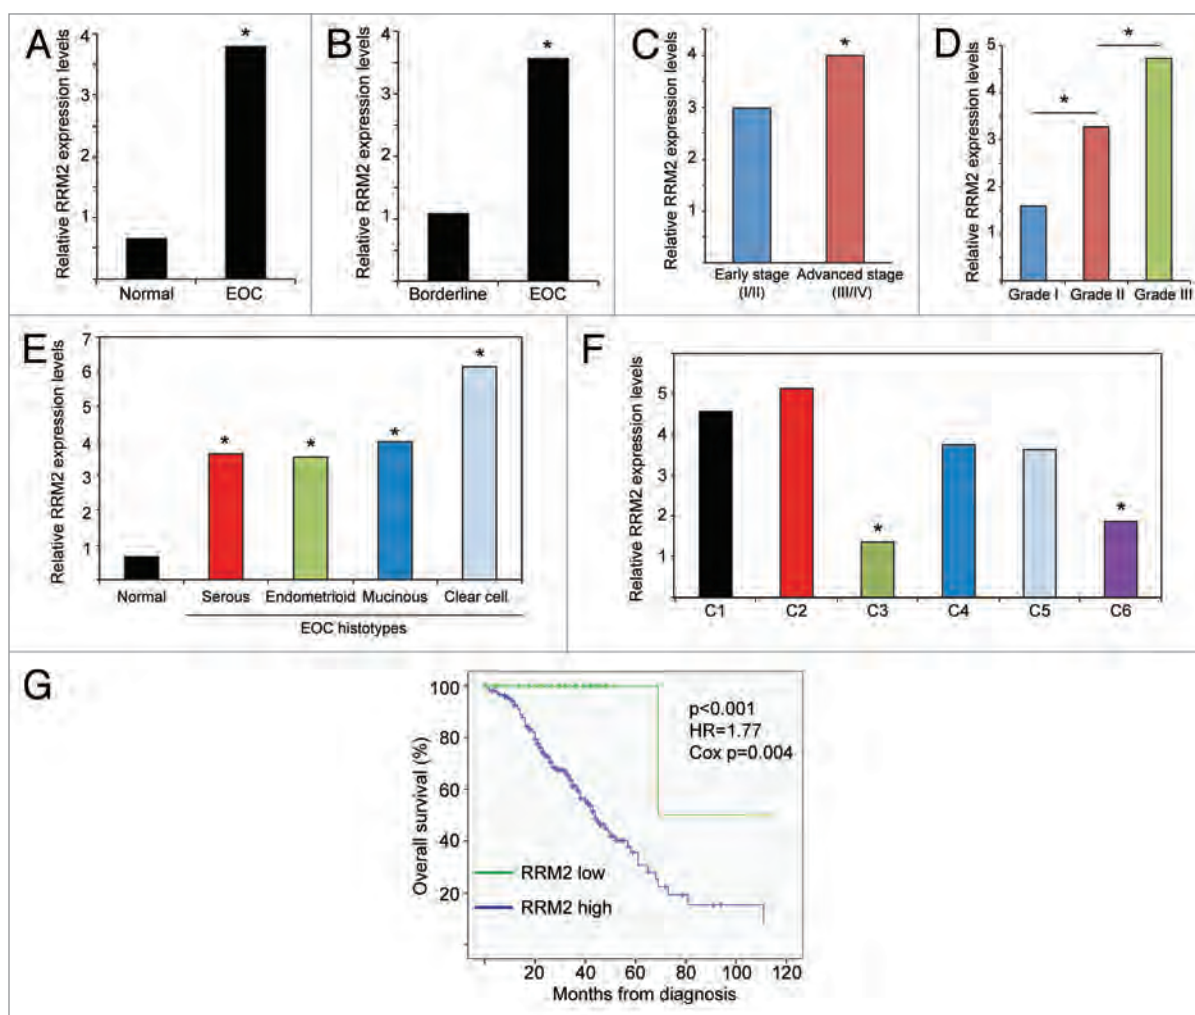 A
Relative RRM2 expression levels
4
3
2
1
*
Normal
EOC
B
Relative RRM2 expression levels
4
3
2
1
*
Borderline
EOC
C
Relative RRM2 expression levels
4
3
2
1
*
Early stage
(I/II)
Advanced stage
(III/IV)
D
Relative RRM2 expression levels
5
4
3
2
1
*
*
Grade I
Grade II
Grade III
E
Relative RRM2 expression levels
7
6
5
4
3
2
1
*
*
*
*
Normal
Serous
Endometrioid
Mucinous
Clear cell
EOC histotypes
F
Relative RRM2 expression levels
5
4
3
2
1
*
*
C1
C2
C3
C4
C5
C6
G
Overall survival (%)
100
80
60
40
20
p<0.001
HR=1.77
Cox p=0.004
RRM2 low
RRM2 high
20
40
60
80
100
120
Months from diagnosis